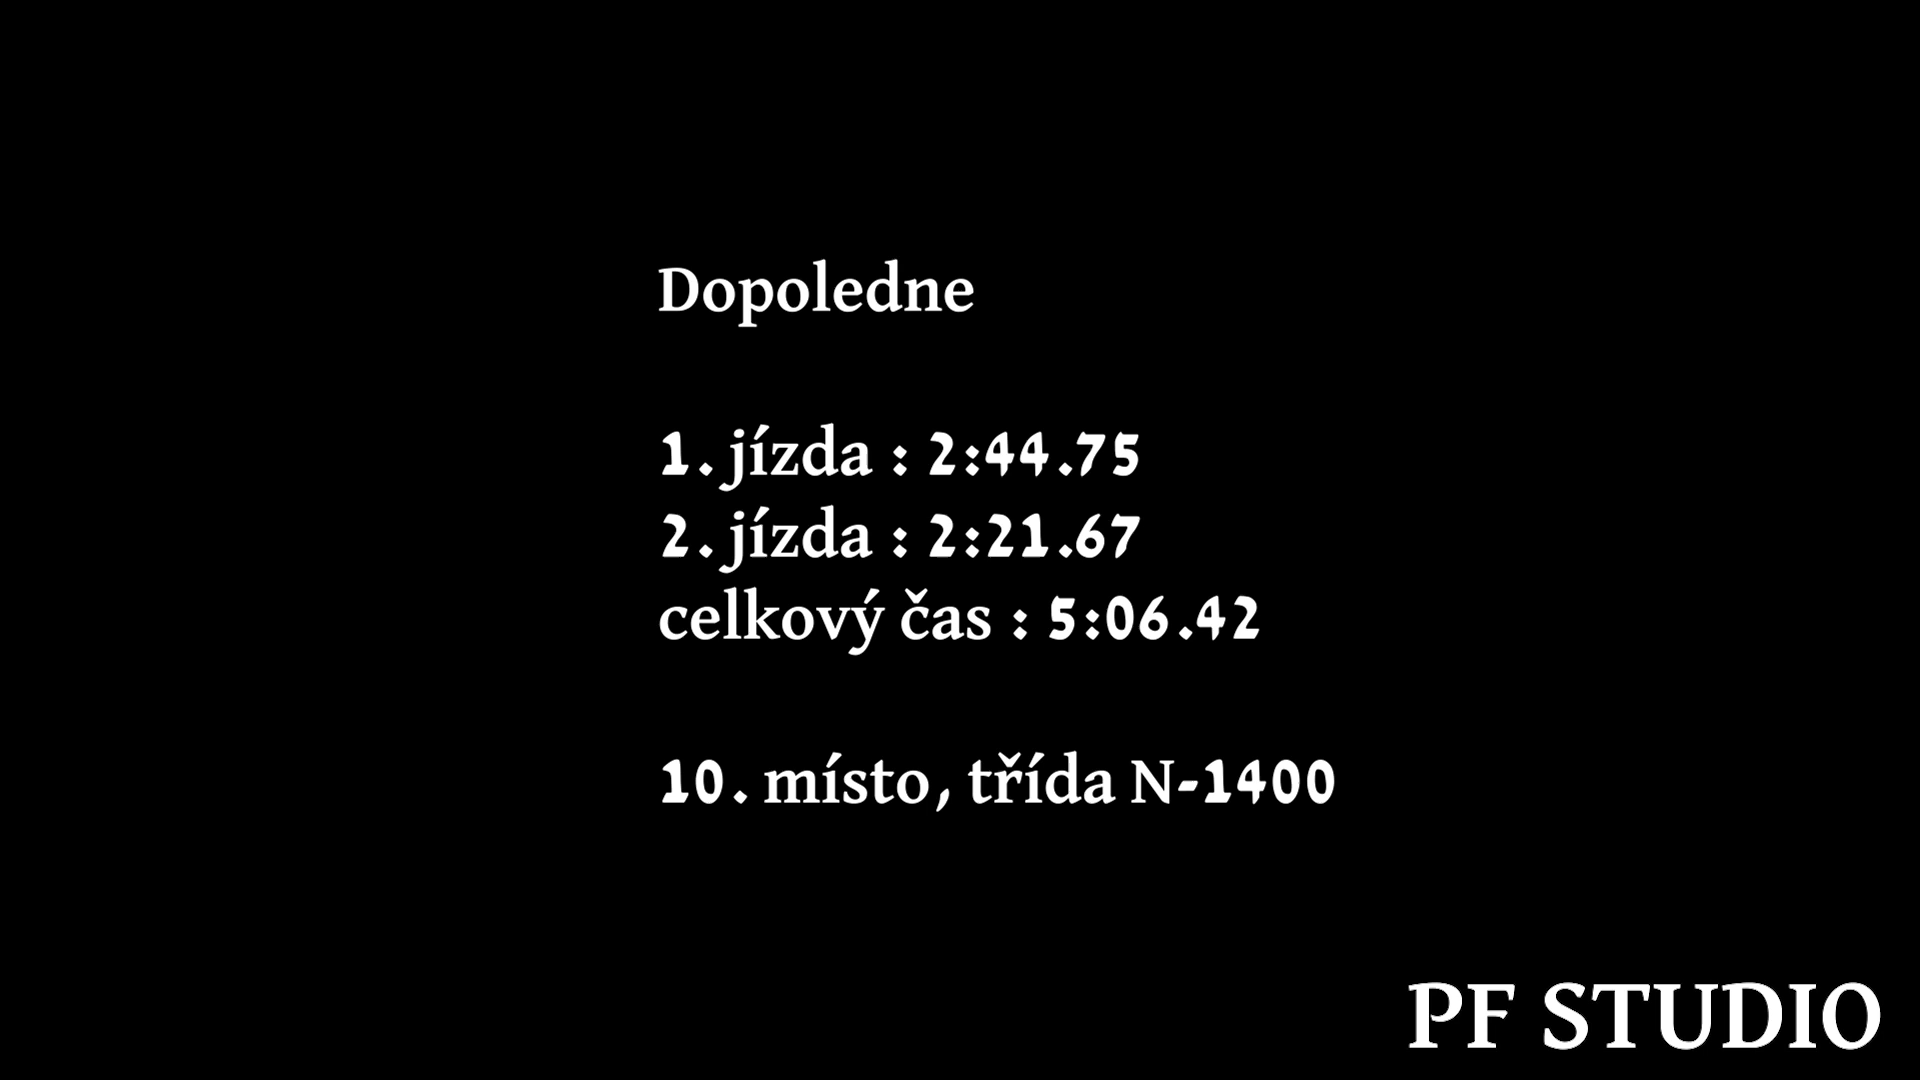 Dopoledne
1. jízda : 2:44.75
2. jízda : 2:21.67
celkový čas : 5:06.42
10. místo, třída N-1400
PF STUDIO